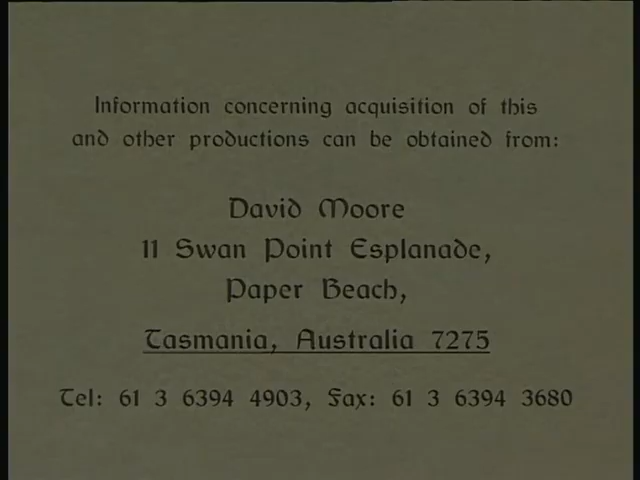 Information concerning acquisition of this
and other productions can be obtained from:
David Moore
11 Swan Point Esplanade,
Paper Beach,
Tasmania, Australia 7275
Tel: 61 3 6394 4903, Fax: 61 3 6394 3680